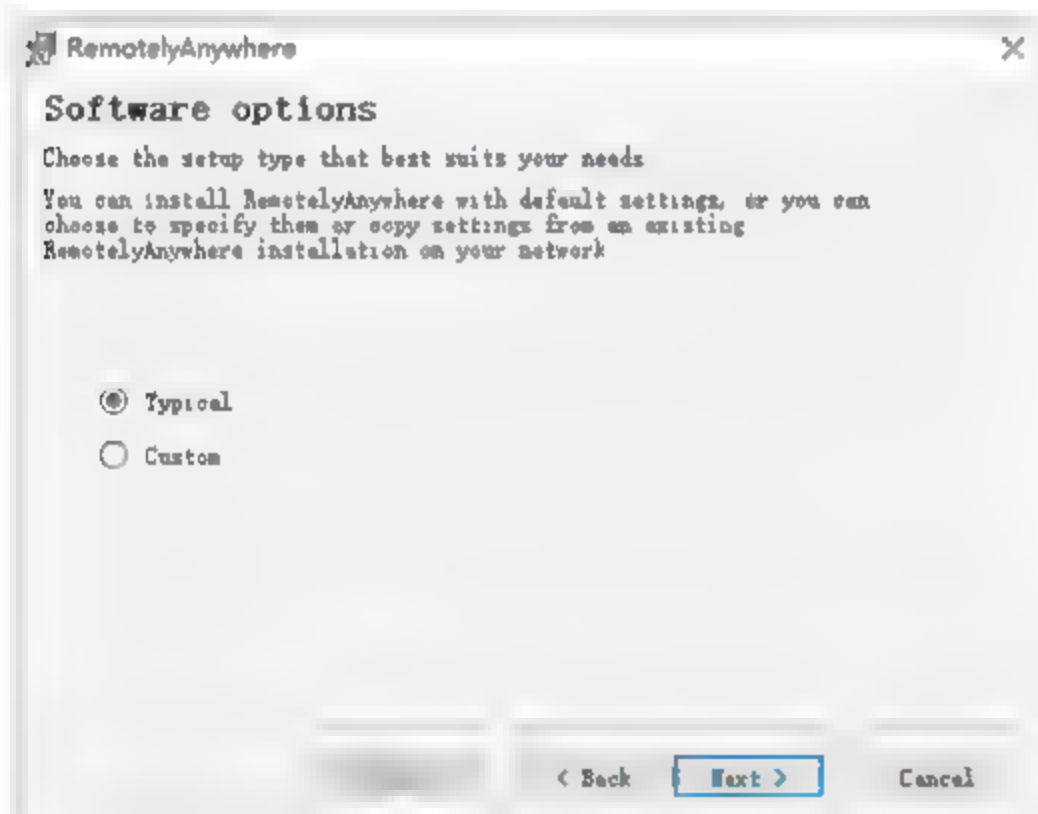 RemotelyAnywhere
Software options
Choose the setup type that best suits your needs
You can install RemotelyAnywhere with default settings, or you can
choose to specify them or copy settings from an existing
RemotelyAnywhere installation on your network
Typical
Custom
< Back
Next >
Cancel